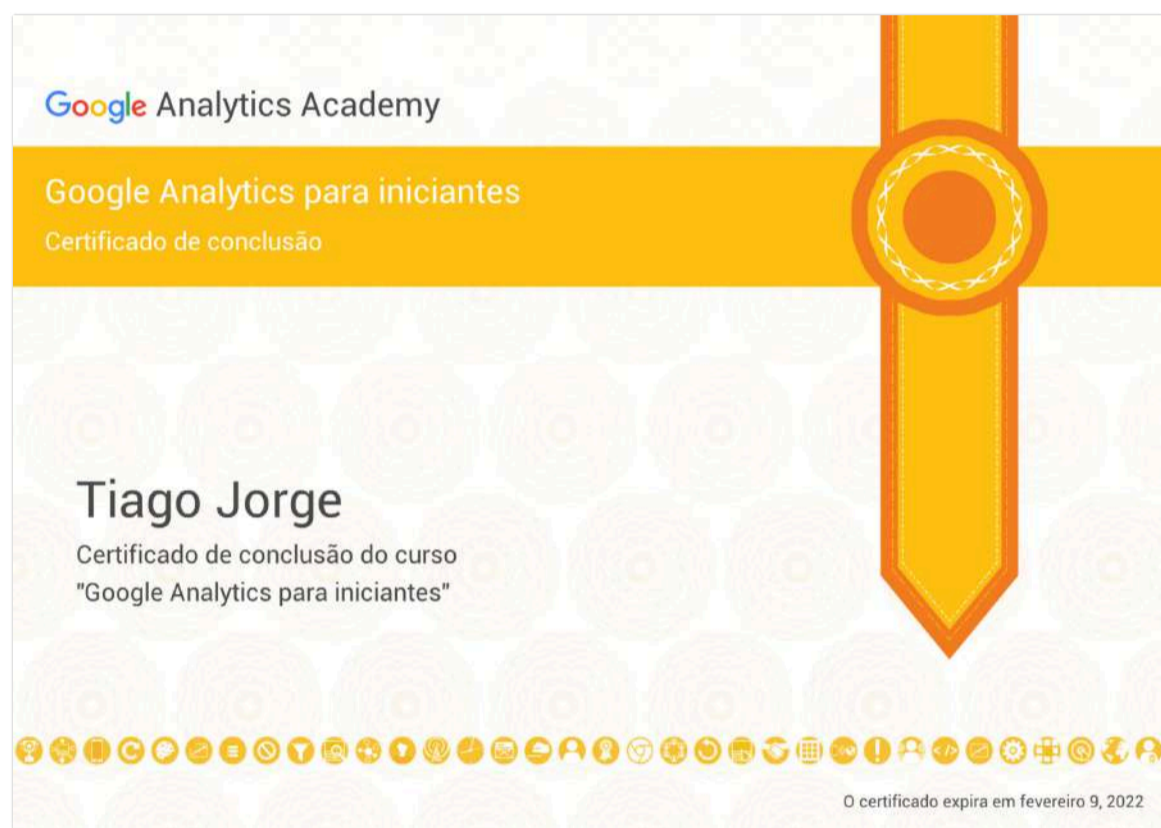 Google Analytics Academy
Google Analytics para iniciantes
Certificado de conclusão
Tiago Jorge
Certificado de conclusão do curso
"Google Analytics para iniciantes"
O certificado expira em fevereiro 9, 2022